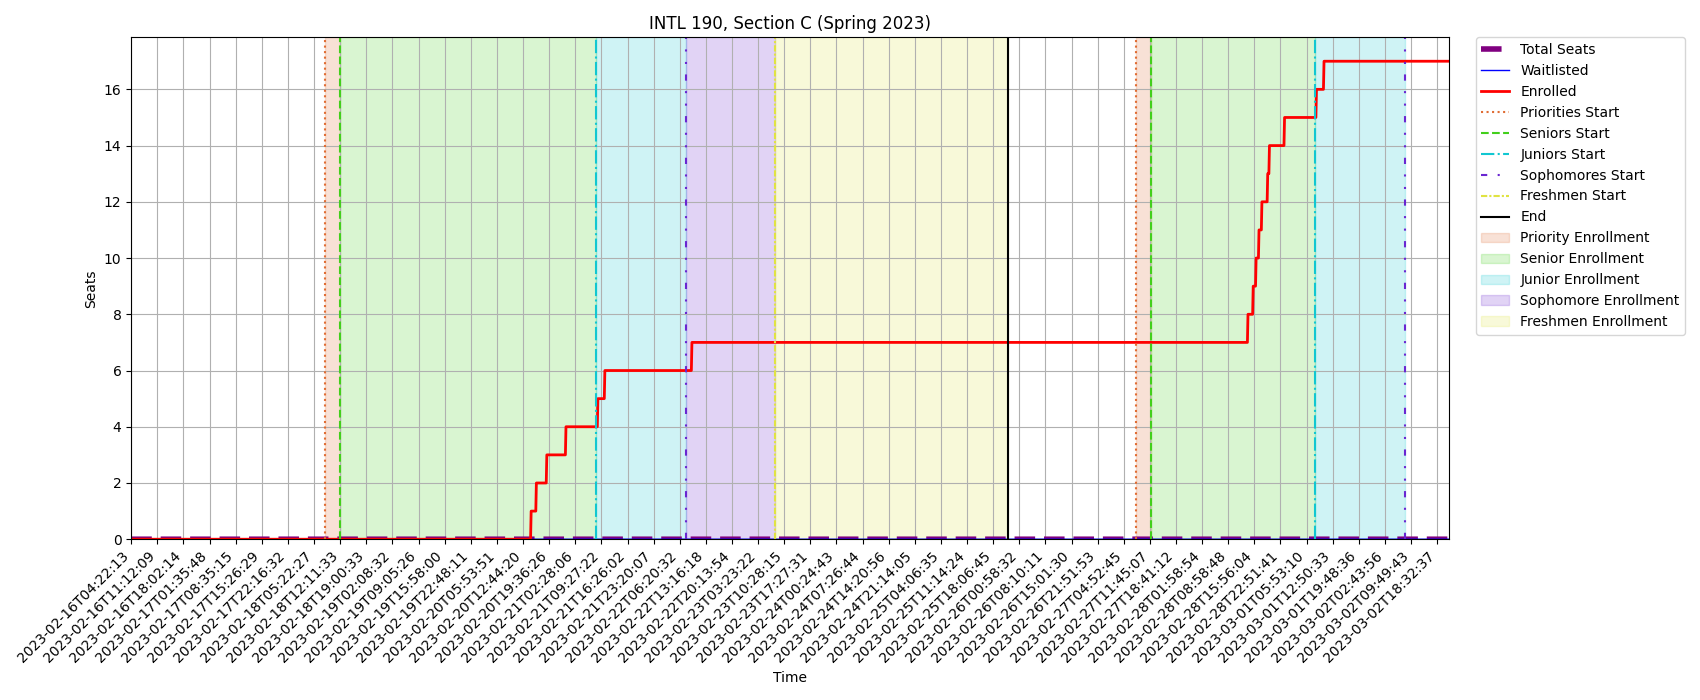 INTL 190, Section C (Spring 2023)
Seats
16
14
12
10
8
6
4
2
0
2023-02-16T04:22:13
2023-02-16T11:12:09
2023-02-16T18:02:14
2023-02-17T01:35:48
2023-02-17T08:35:15
2023-02-17T15:26:29
2023-02-17T22:16:32
2023-02-18T05:22:27
2023-02-18T12:11:33
2023-02-18T19:00:33
2023-02-19T02:08:32
2023-02-19T09:05:26
2023-02-19T15:58:00
2023-02-19T22:48:11
2023-02-20T05:53:51
2023-02-20T12:44:20
2023-02-20T19:36:26
2023-02-21T02:28:06
2023-02-21T09:27:22
2023-02-21T16:26:02
2023-02-21T23:20:07
2023-02-22T06:20:32
2023-02-22T13:16:18
2023-02-22T20:13:54
2023-02-23T03:23:22
2023-02-23T10:28:15
2023-02-23T17:27:31
2023-02-24T00:24:43
2023-02-24T07:26:44
2023-02-24T14:20:56
2023-02-24T21:14:05
2023-02-25T04:06:35
2023-02-25T11:14:24
2023-02-25T18:06:45
2023-02-26T00:58:32
2023-02-26T08:10:11
2023-02-26T15:01:30
2023-02-26T21:51:53
2023-02-27T04:52:45
2023-02-27T11:45:07
2023-02-27T18:41:12
2023-02-28T01:58:54
2023-02-28T08:58:48
2023-02-28T15:56:04
2023-02-28T22:51:41
2023-03-01T05:53:10
2023-03-01T12:50:33
2023-03-01T19:48:36
2023-03-02T02:43:56
2023-03-02T09:49:43
2023-03-02T18:32:37
Time
Total Seats
Waitlisted
Enrolled
Priorities Start
Seniors Start
Juniors Start
Sophomores Start
Freshmen Start
End
Priority Enrollment
Senior Enrollment
Junior Enrollment
Sophomore Enrollment
Freshmen Enrollment